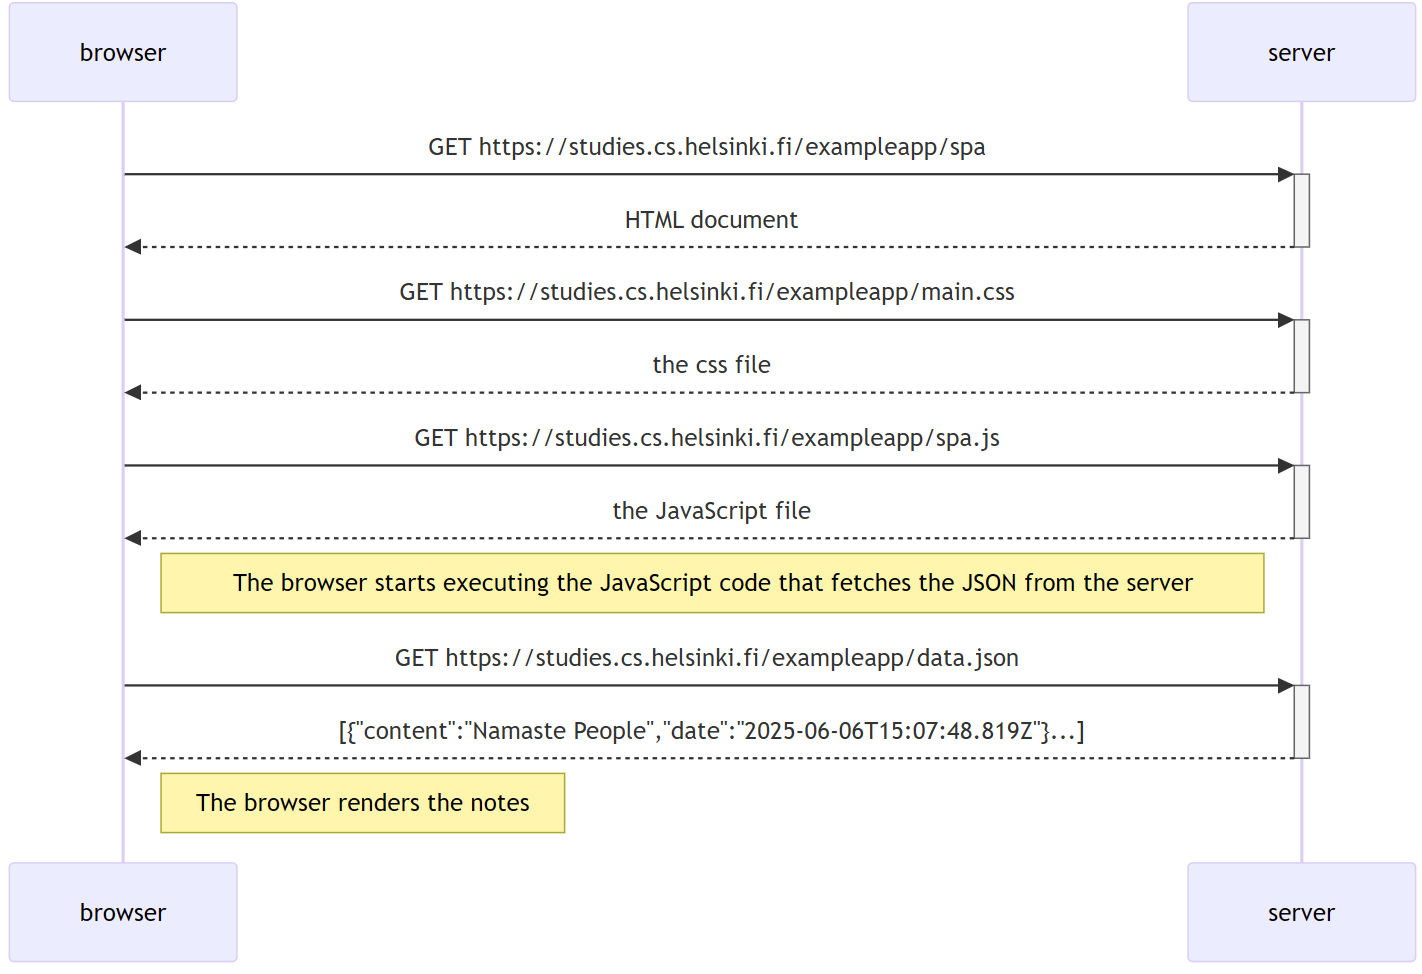 browser
server
GET https://studies.cs.helsinki.fi/exampleapp/spa
HTML document
GET https://studies.cs.helsinki.fi/exampleapp/main.css
the css file
GET https://studies.cs.helsinki.fi/exampleapp/spa.js
the JavaScript file
The browser starts executing the JavaScript code that fetches the JSON from the server
GET https://studies.cs.helsinki.fi/exampleapp/data.json
[{"content":"Namaste People","date":"2025-06-06T15:07:48.819Z"}...]
The browser renders the notes
browser
server